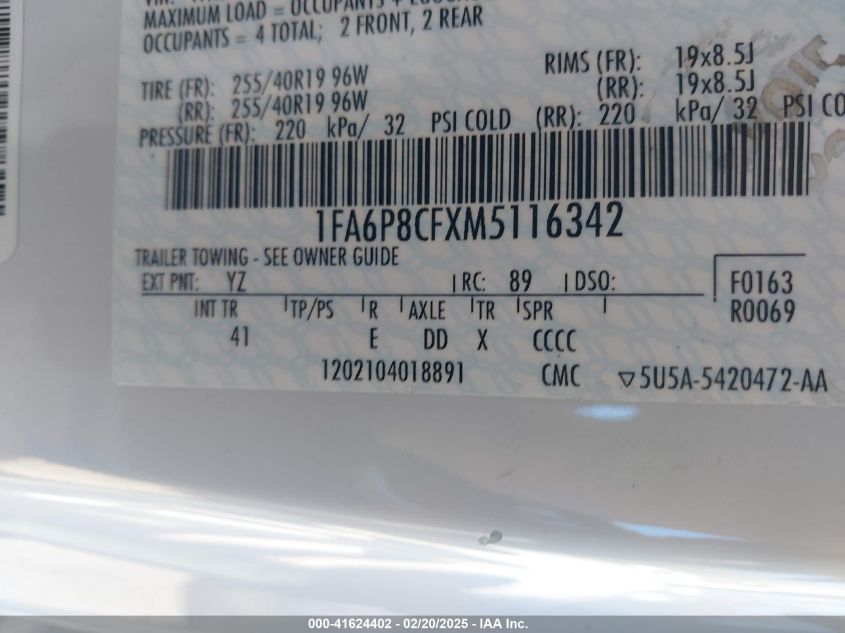 MAXIMUM LOAD = OCCUPANTS +
OCCUPANTS = 4 TOTAL; 2 FRONT, 2 REAR
TIRE (FR): 255/40R19 96W RIMS (FR): 19x8.5J
(RR): 255/40R19 96W (RR): 19x8.5J
PRESSURE (FR): 220 kPa/ 32 PSI COLD (RR): 220 kPa/ 32 PSI CO
1FA6P8CFXM5116342
TRAILER TOWING - SEE OWNER GUIDE
EXT PNT: YZ RC: 89 DSO: F0163
INT TR TP/PS R AXLE TR SPR R0069
41 E DD X CCCC
1202104018891 CMC ▽5U5A-5420472-AA
000-41624402 - 02/20/2025 - IAA Inc.